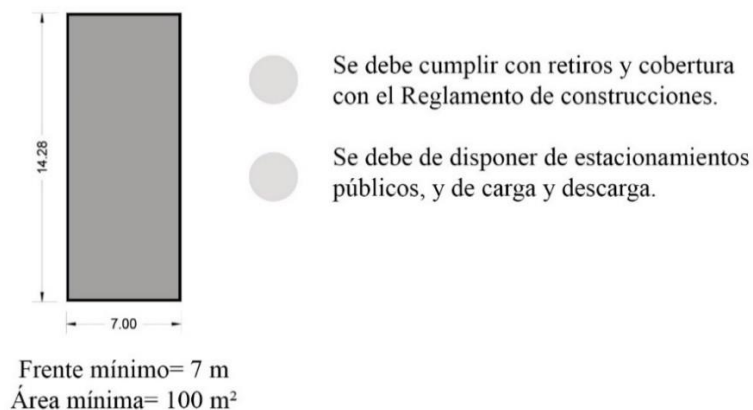 14.28
7.00
Se debe cumplir con retiros y cobertura
con el Reglamento de construcciones.
Se debe de disponer de estacionamientos
públicos, y de carga y descarga.
Frente mínimo= 7 m
Área mínima= 100 m²